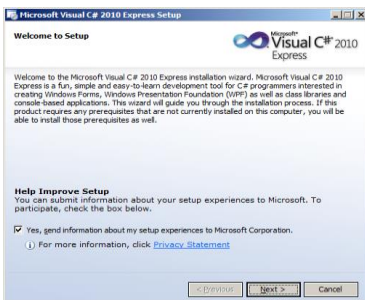 Microsoft Visual C# 2010 Express Setup
Welcome to Setup
Microsoft®
Visual C#® 2010
Express
Welcome to the Microsoft Visual C# 2010 Express installation wizard. Microsoft Visual C# 2010
Express is a fun, simple and easy-to-learn development tool for C# programmers interested in
creating Windows Forms, Windows Presentation Foundation (WPF) as well as class libraries and
console-based applications. This wizard will guide you through the installation process. If this
product requires any prerequisites that are not currently installed on this computer, you will be
able to install those prerequisites as well.
Help Improve Setup
You can submit information about your setup experiences to Microsoft. To
participate, check the box below.
Yes, send information about my setup experiences to Microsoft Corporation.
For more information, click Privacy Statement
< Previous Next > Cancel